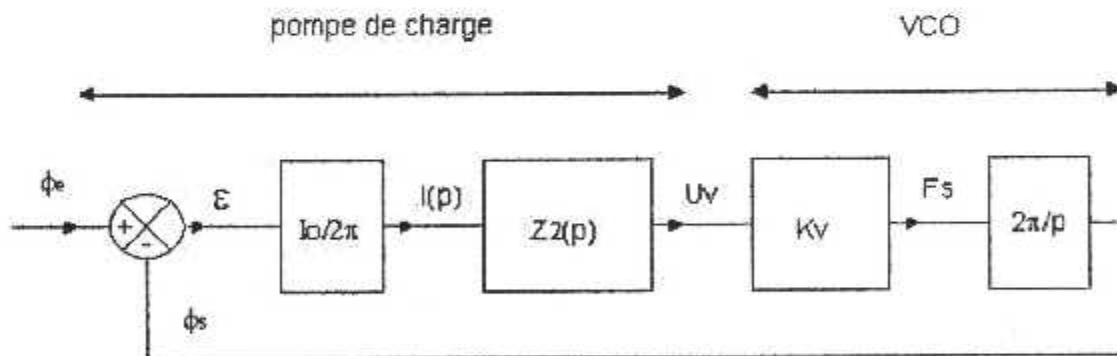 pompe de charge
VCO
ϕe
+
-
ε
Io/2π
I(p)
Z2(p)
Uv
Kv
Fs
2π/p
ϕs